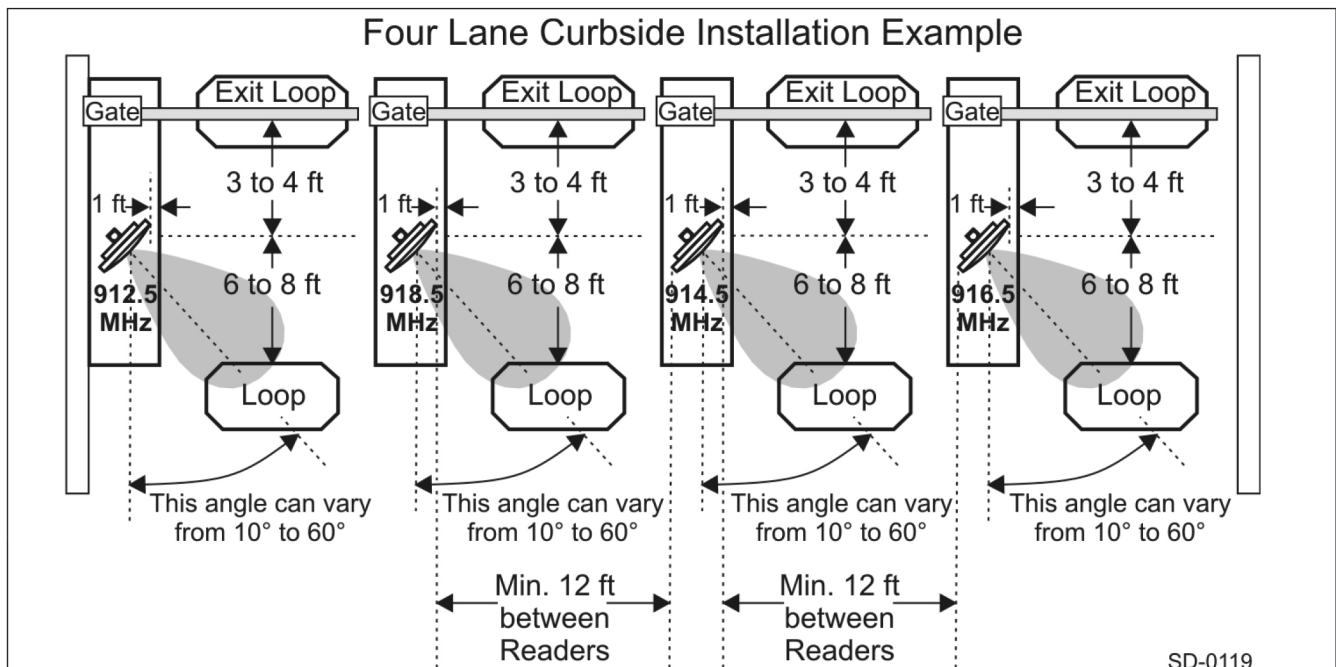 Four Lane Curbside Installation Example
Exit Loop Exit Loop Exit Loop Exit Loop
Gate Gate Gate Gate
3 to 4 ft 3 to 4 ft 3 to 4 ft 3 to 4 ft
1 ft 1 ft 1 ft 1 ft
6 to 8 ft 6 to 8 ft 6 to 8 ft 6 to 8 ft
912.5 918.5 914.5 916.5
MHz MHz MHz MHz
Loop Loop Loop Loop
This angle can vary This angle can vary This angle can vary This angle can vary
from 10° to 60° from 10° to 60° from 10° to 60° from 10° to 60°
Min. 12 ft Min. 12 ft
between between
Readers Readers
SD-0119